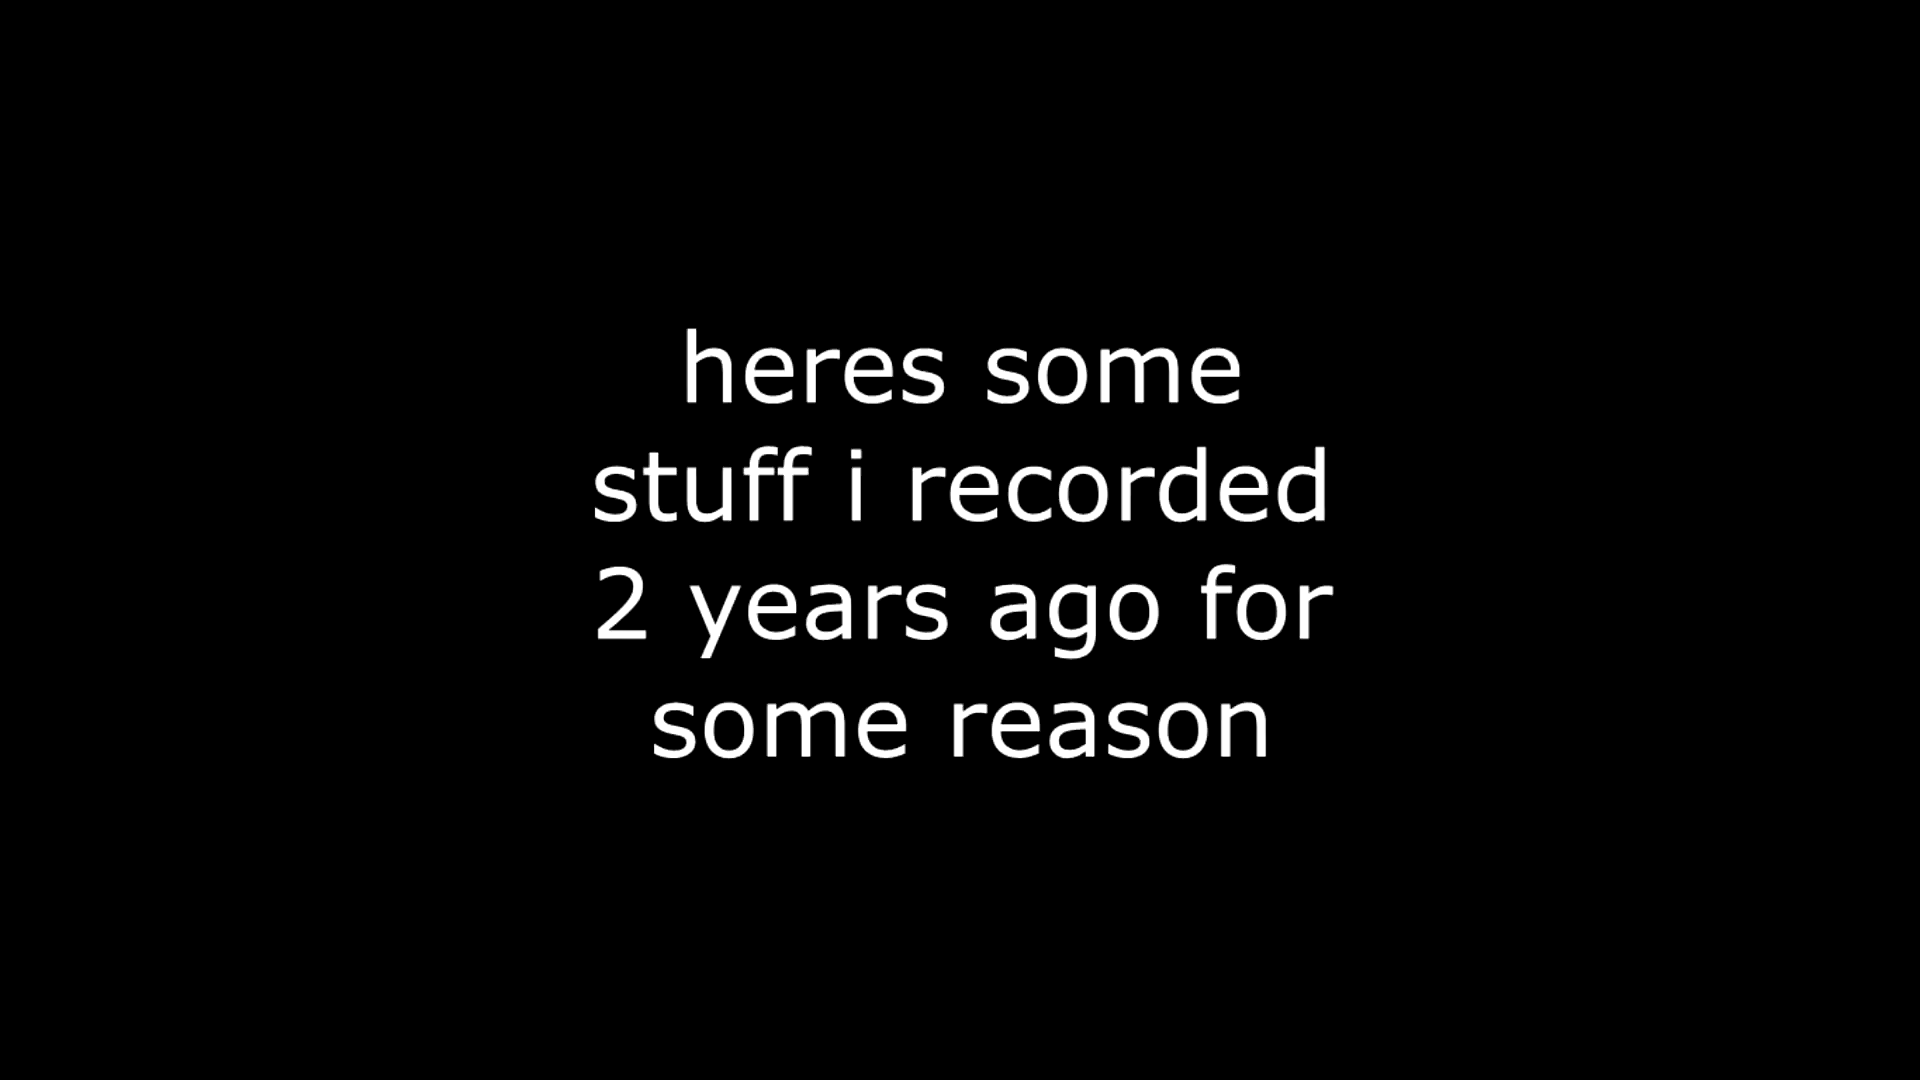 heres some
stuff i recorded
2 years ago for
some reason